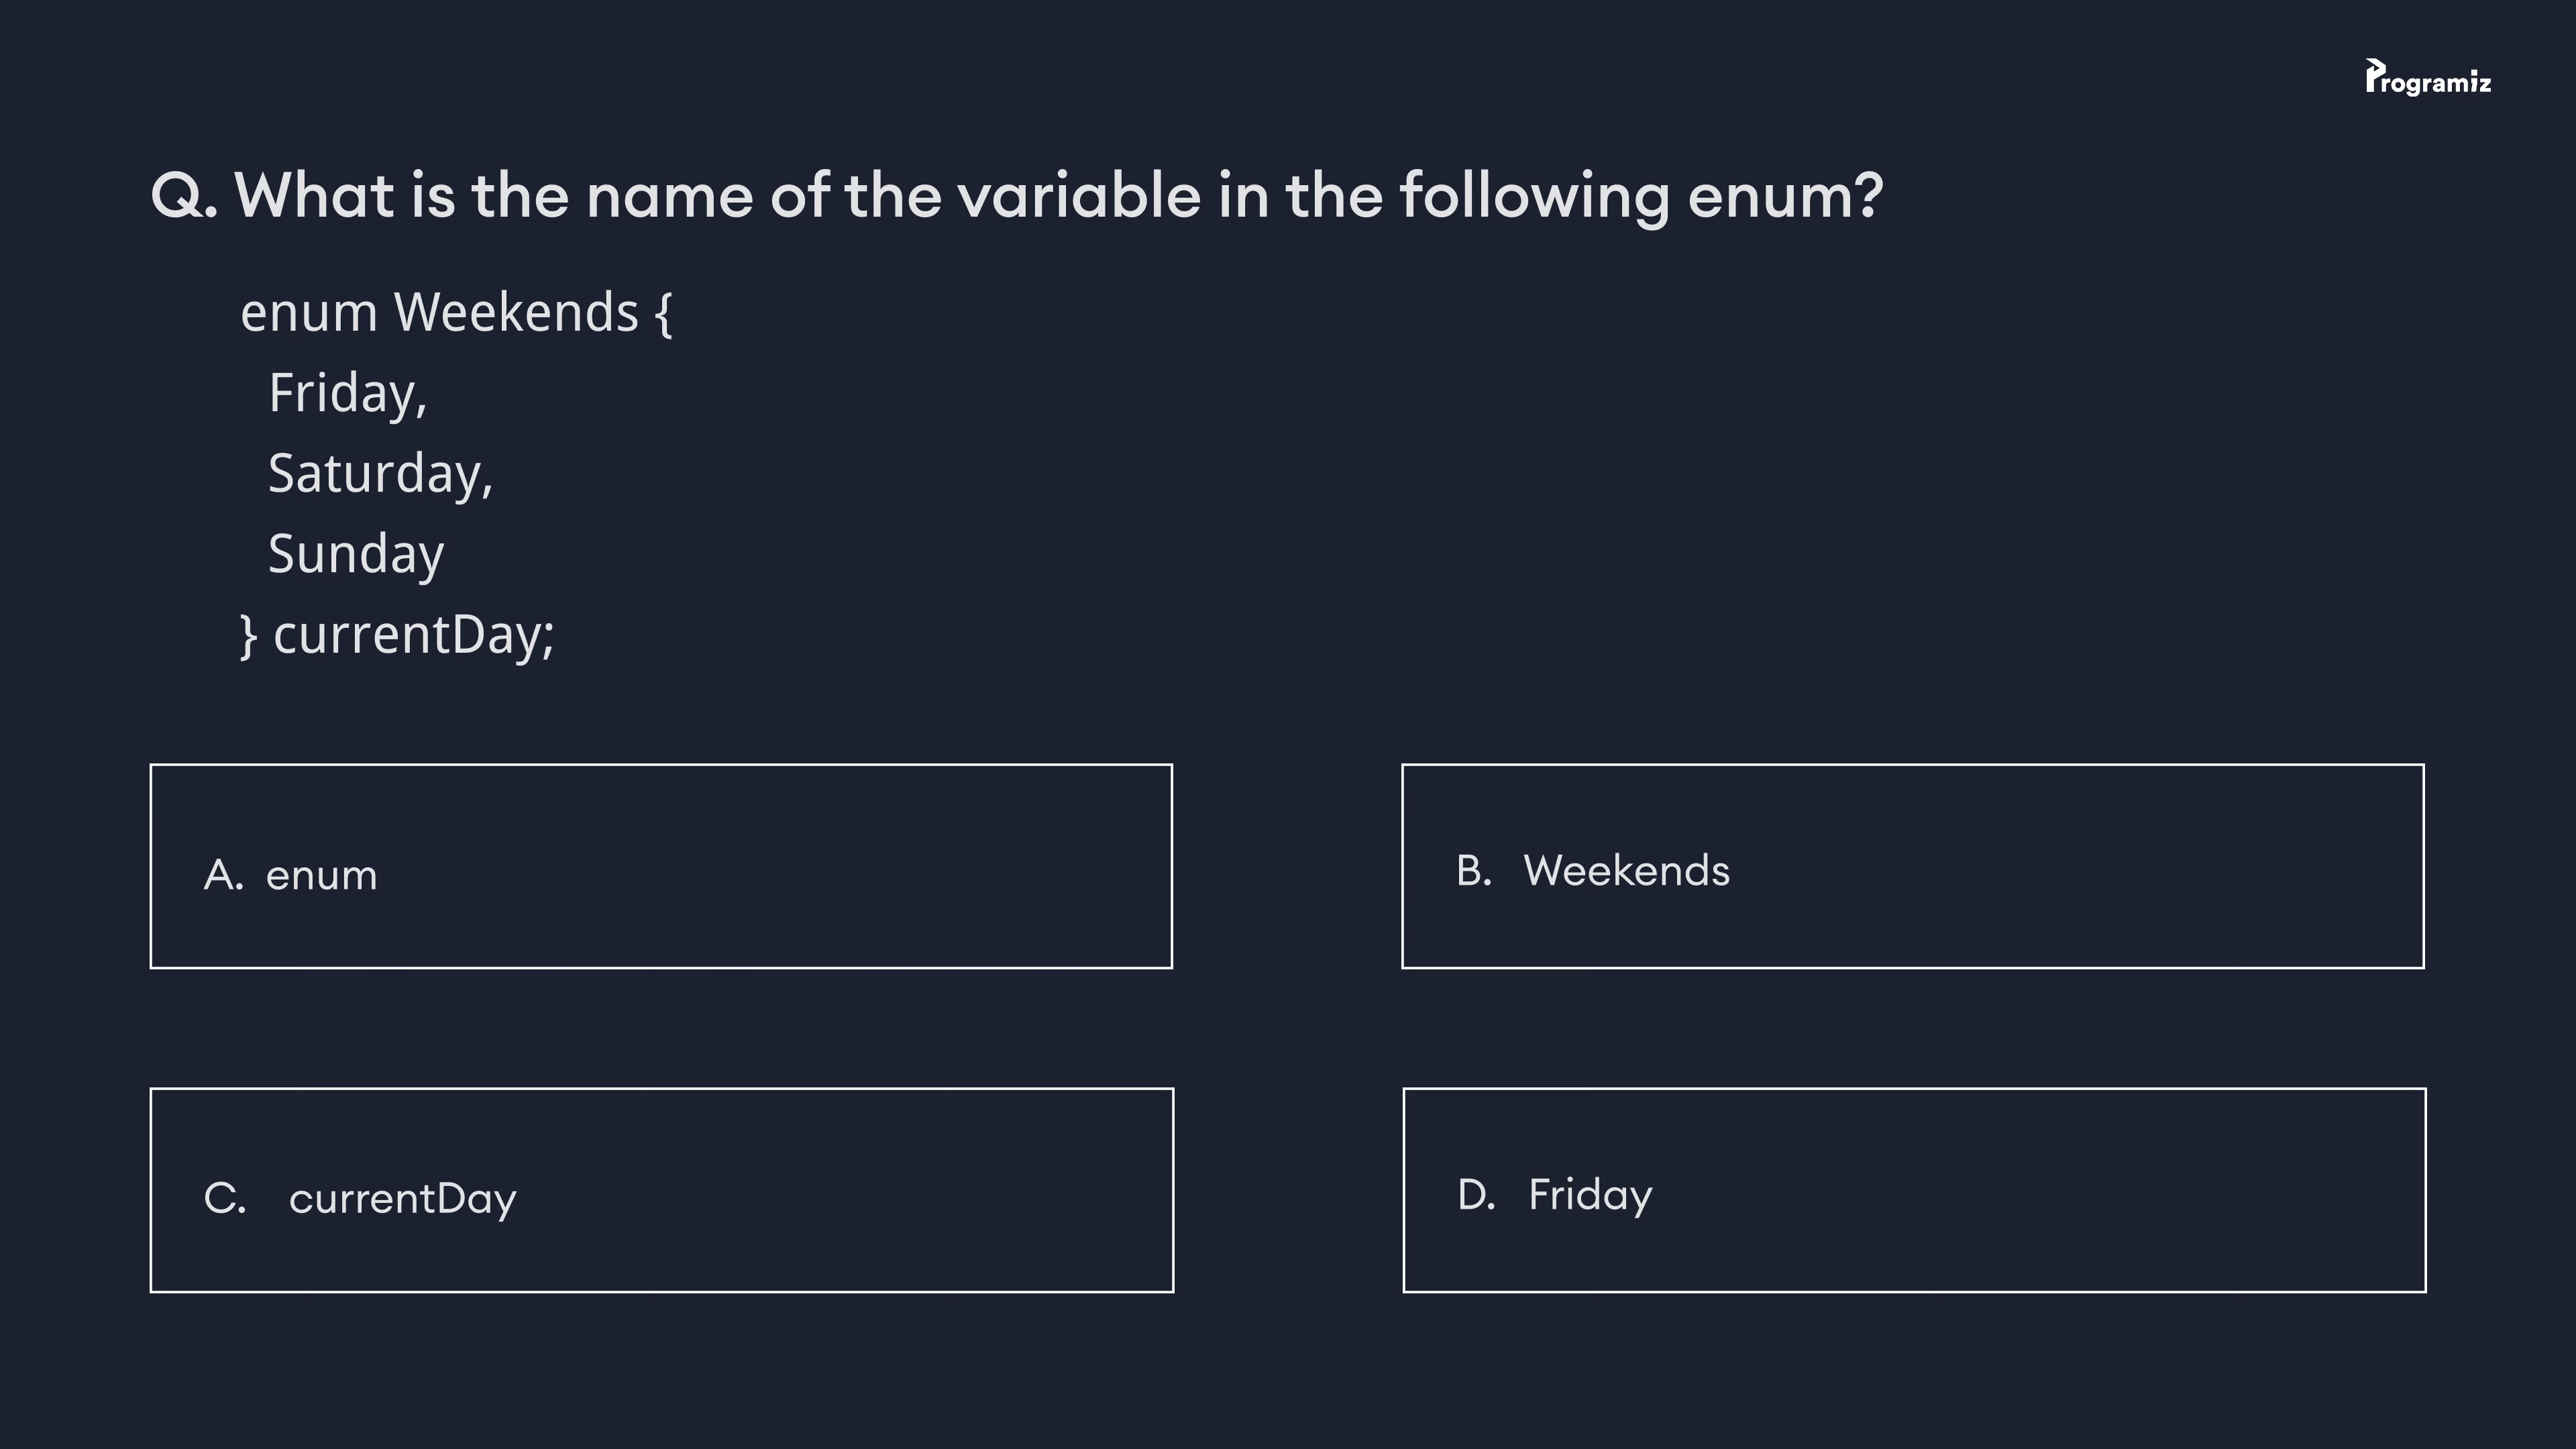 Programiz
Q. What is the name of the variable in the following enum?
enum Weekends {
Friday,
Saturday,
Sunday
} currentDay;
A. enum
B. Weekends
C. currentDay
D. Friday